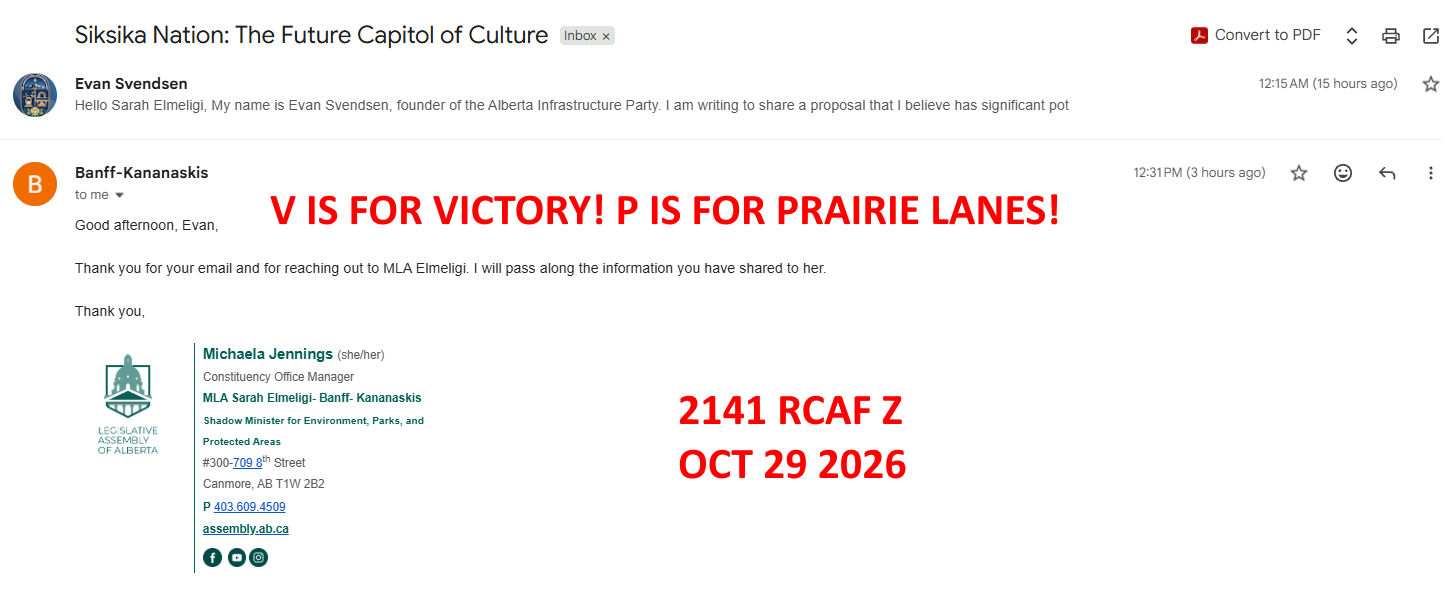 Siksika Nation: The Future Capitol of Culture Inbox ×
Convert to PDF
Evan Svendsen
12:15 AM (15 hours ago)
Hello Sarah Elmeligi, My name is Evan Svendsen, founder of the Alberta Infrastructure Party. I am writing to share a proposal that I believe has significant pot
B
Banff-Kananaskis
12:31 PM (3 hours ago)
to me
V IS FOR VICTORY! P IS FOR PRAIRIE LANES!
Good afternoon, Evan,
Thank you for your email and for reaching out to MLA Elmeligi. I will pass along the information you have shared to her.
Thank you,
LEGISLATIVE
ASSEMBLY
OF ALBERTA
Michaela Jennings (she/her)
Constituency Office Manager
MLA Sarah Elmeligi- Banff- Kananaskis
Shadow Minister for Environment, Parks, and
Protected Areas
#300-709 8th Street
Canmore, AB T1W 2B2
P 403.609.4509
assembly.ab.ca
2141 RCAF Z
OCT 29 2026